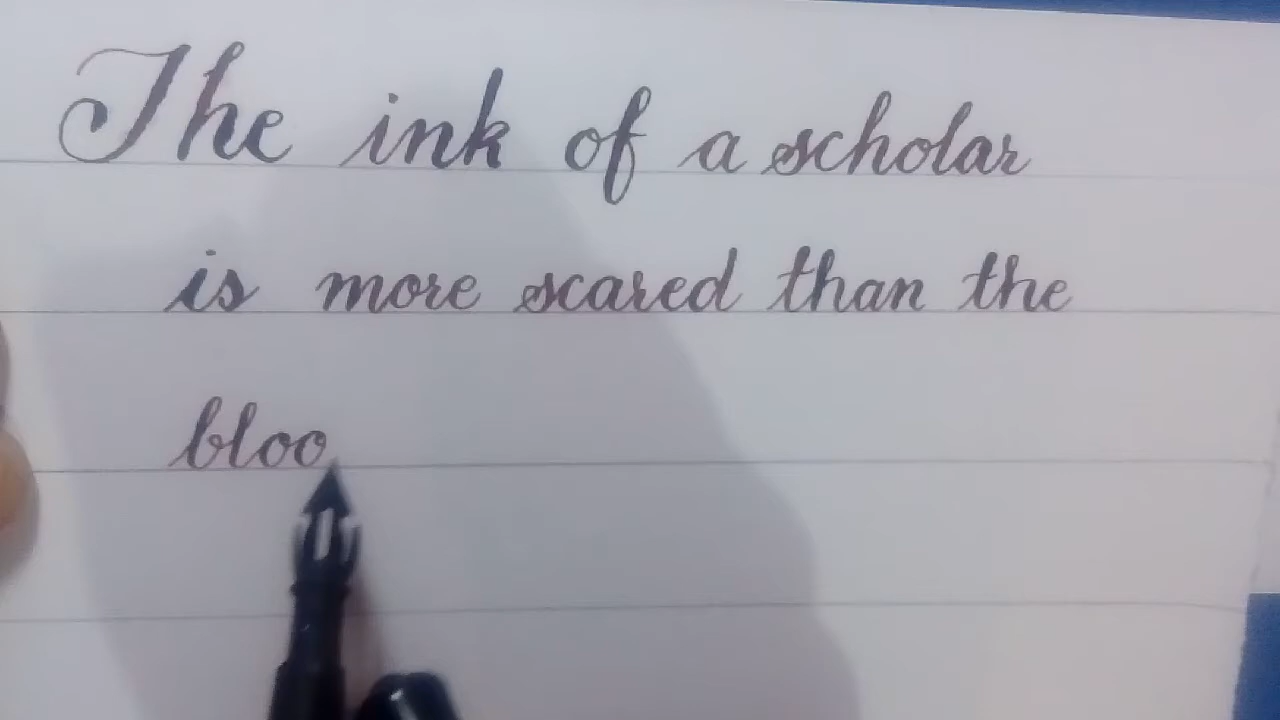 The ink of a scholar
is more scared than the
bloo